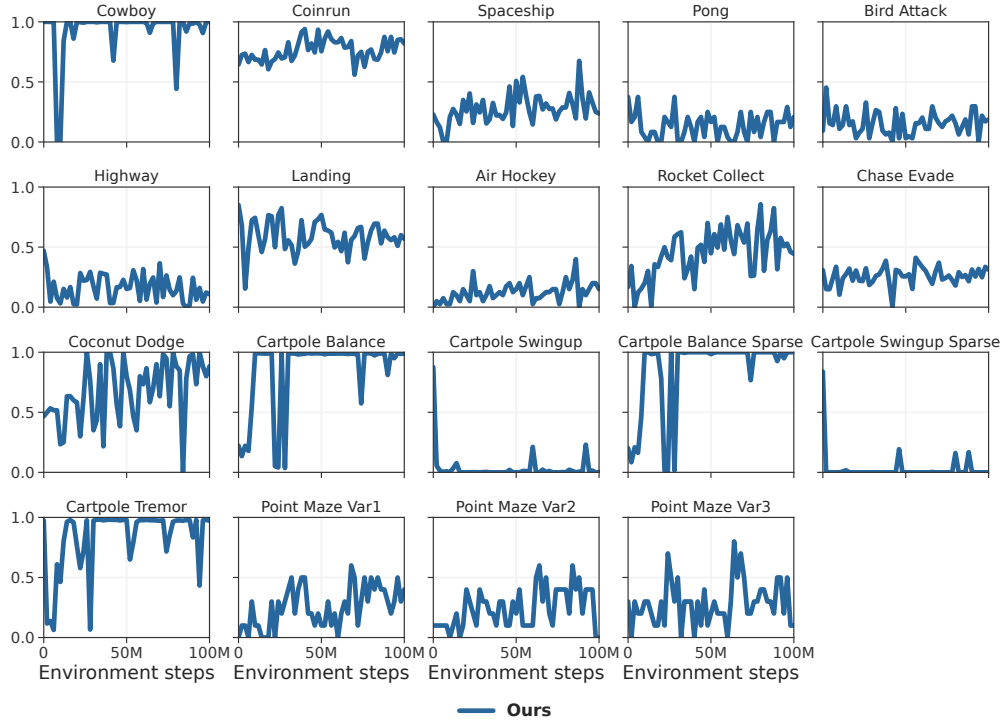 Cowboy Coinrun Spaceship Pong Bird Attack
1.0
0.5
0.0
Highway Landing Air Hockey Rocket Collect Chase Evade
1.0
0.5
0.0
Coconut Dodge Cartpole Balance Cartpole Swingup Cartpole Balance Sparse Cartpole Swingup Sparse
1.0
0.5
0.0
Cartpole Tremor Point Maze Var1 Point Maze Var2 Point Maze Var3
1.0
0.5
0.0
0 50M 100M 0 50M 100M 0 50M 100M 0 50M 100M
Environment steps Environment steps Environment steps Environment steps
Ours